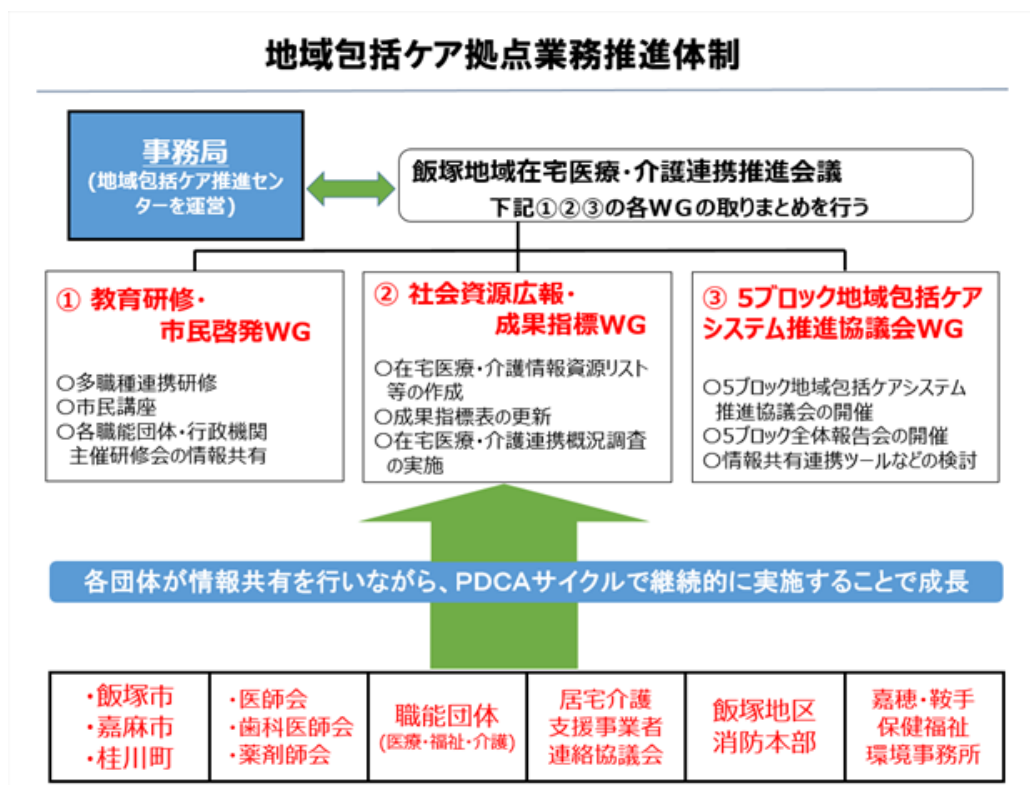 地域包括ケア拠点業務推進体制
事務局
(地域包括ケア推進セン
ターを運営)
飯塚地域在宅医療・介護連携推進会議
下記①②③の各WGの取りまとめを行う
① 教育研修・
市民啓発WG
〇多職種連携研修
〇市民講座
〇各職能団体・行政機関
主催研修会の情報共有
② 社会資源広報・
成果指標WG
〇在宅医療・介護情報資源リスト
等の作成
〇成果指標表の更新
〇在宅医療・介護連携概況調査
の実施
③ 5ブロック地域包括ケア
システム推進協議会WG
〇5ブロック地域包括ケアシステム
推進協議会の開催
〇5ブロック全体報告会の開催
〇情報共有連携ツールなどの検討
各団体が情報共有を行いながら、PDCAサイクルで継続的に実施することで成長
・飯塚市
・嘉麻市
・桂川町
・医師会
・歯科医師会
・薬剤師会
職能団体
(医療・福祉・介護)
居宅介護
支援事業者
連絡協議会
飯塚地区
消防本部
嘉穂・鞍手
保健福祉
環境事務所